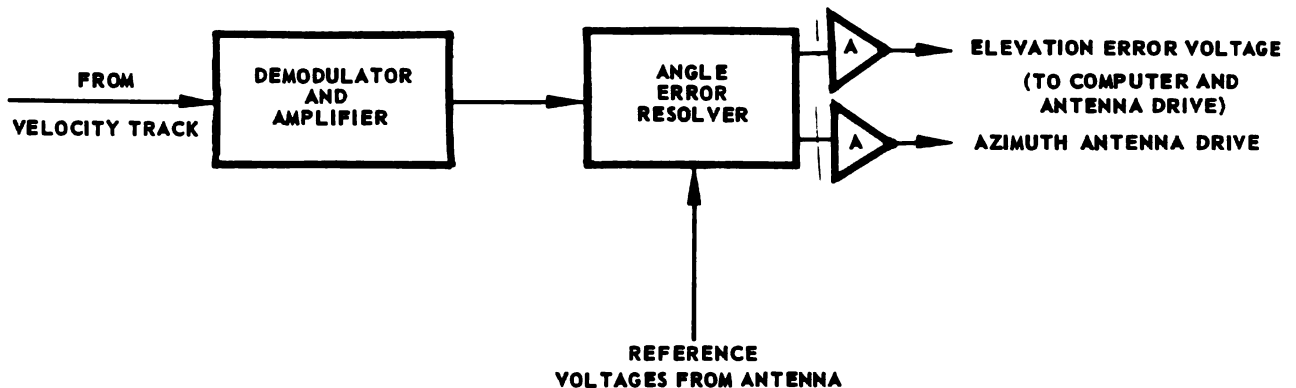 FROM
VELOCITY TRACK
DEMODULATOR
AND
AMPLIFIER
ANGLE
ERROR
RESOLVER
A
A
ELEVATION ERROR VOLTAGE
(TO COMPUTER AND
ANTENNA DRIVE)
AZIMUTH ANTENNA DRIVE
REFERENCE
VOLTAGES FROM ANTENNA